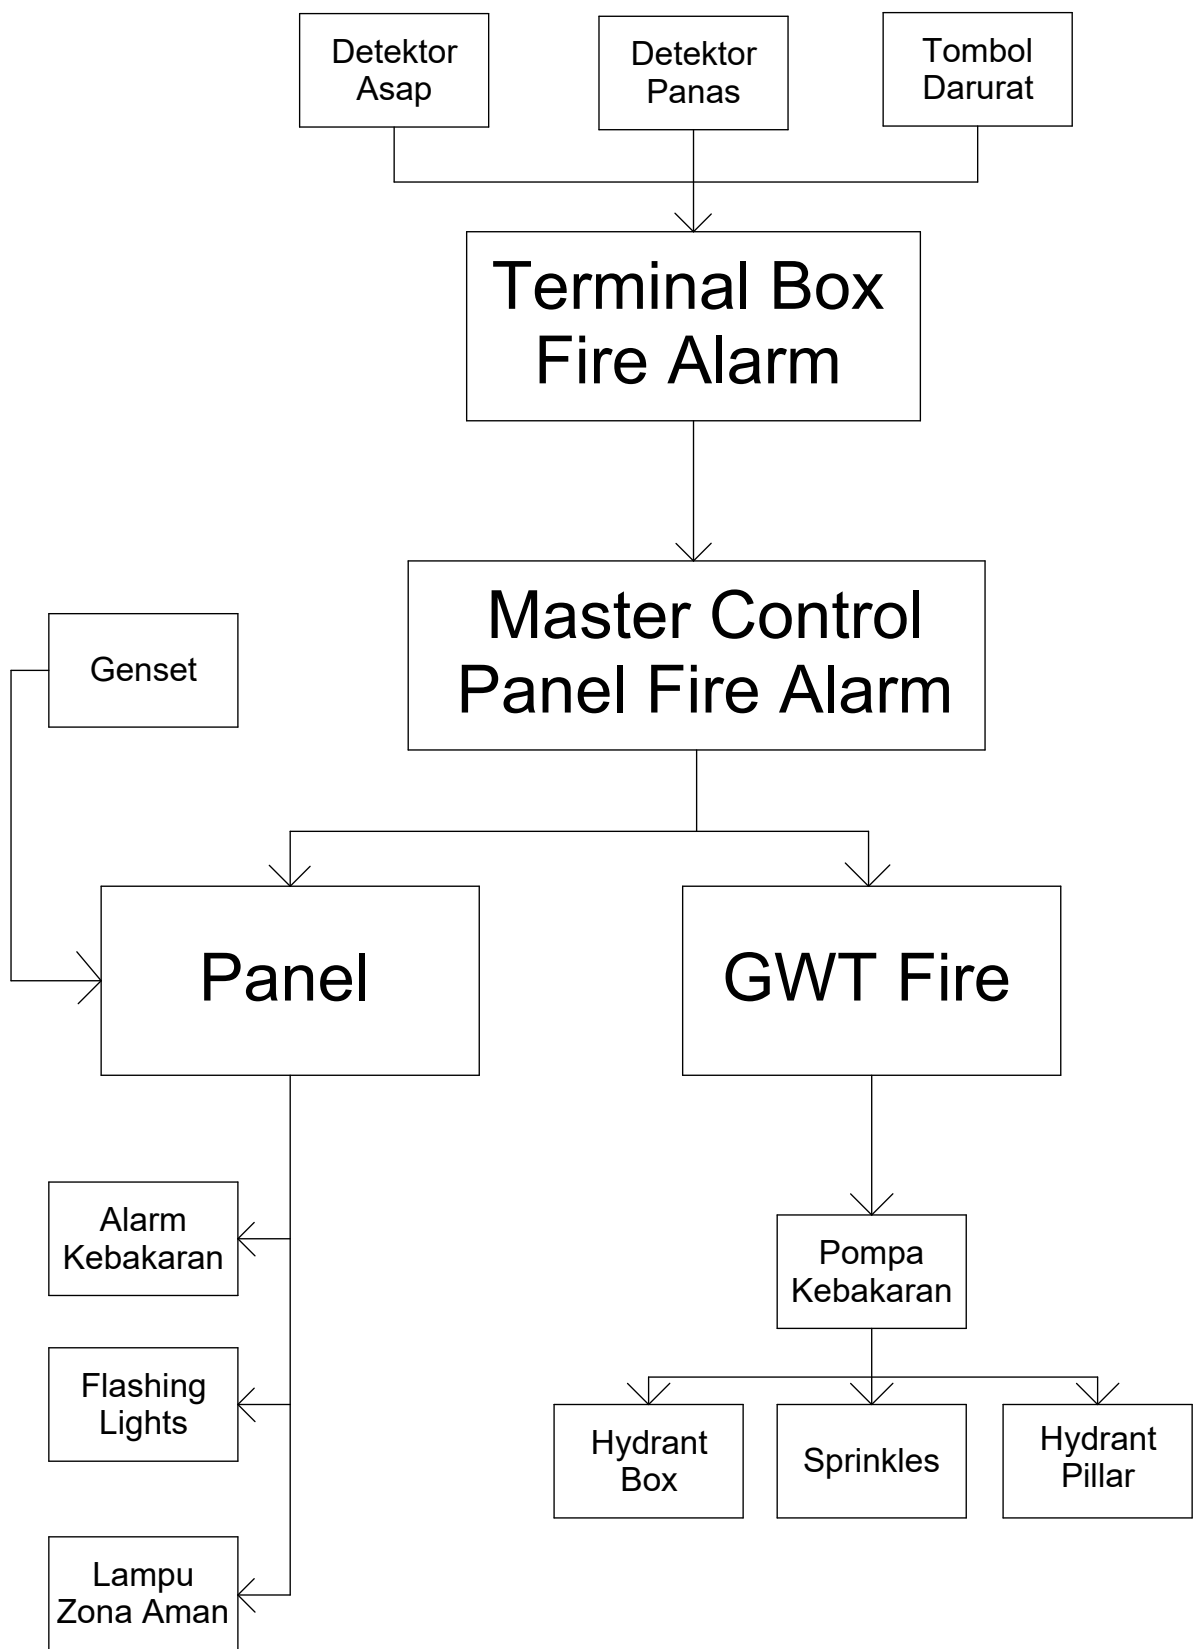 Detektor
Asap
Detektor
Panas
Tombol
Darurat
Terminal Box
Fire Alarm
Master Control
Panel Fire Alarm
Genset
Panel
GWT Fire
Alarm
Kebakaran
Pompa
Kebakaran
Flashing
Lights
Hydrant
Box
Sprinkles
Hydrant
Pillar
Lampu
Zona Aman